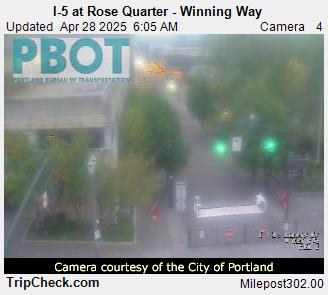 I-5 at Rose Quarter - Winning Way
Updated Apr 28 2025 6:05 AM Camera 4
PBOT
PORTLAND BUREAU OF TRANSPORTATION
Camera courtesy of the City of Portland
TripCheck.com Milepost302.00